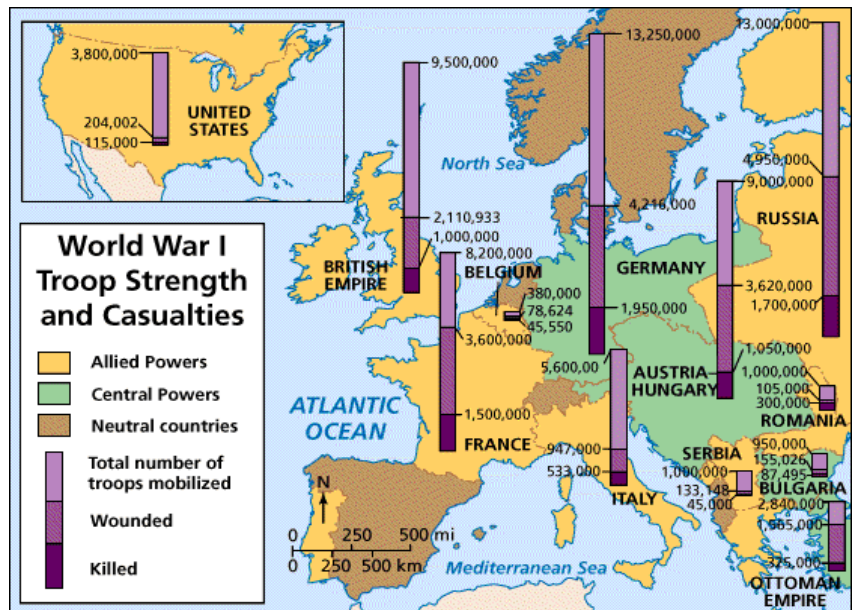 3,800,000
204,002
115,000
UNITED
STATES
World War I
Troop Strength
and Casualties
Allied Powers
Central Powers
Neutral countries
Total number of
troops mobilized
Wounded
Killed
9,500,000
2,110,933
1,000,000
BRITISH
EMPIRE
North Sea
13,250,000
4,216,000
1,950,000
GERMANY
13,000,000
4,950,000
1,700,000
RUSSIA
9,000,000
3,620,000
1,050,000
AUSTRIA
HUNGARY
8,200,000
3,600,000
1,500,000
FRANCE
BELGIUM
380,000
78,624
45,550
5,600,00
947,000
533,000
ITALY
1,000,000
105,000
300,000
ROMANIA
SERBIA
1,000,000
133,148
45,000
950,000
155,026
87,495
BULGARIA
2,840,000
1,565,000
325,000
OTTOMAN
EMPIRE
ATLANTIC
OCEAN
N
0 250 500 mi
0 250 500 km
Mediterranean Sea